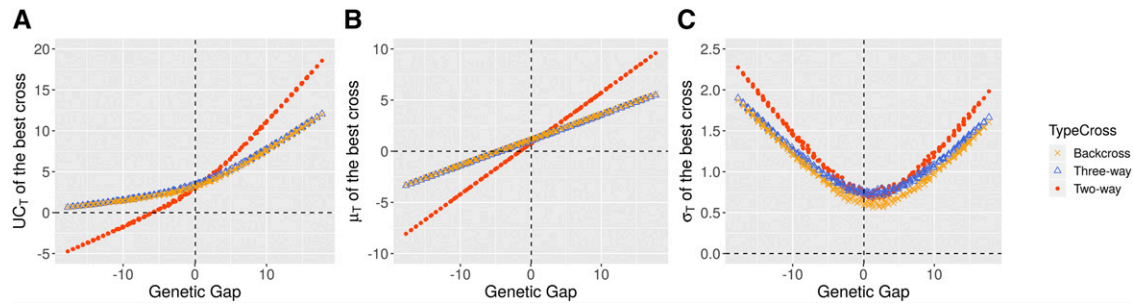 A
UC_T of the best cross
20
15
10
5
0
-5
-10
0
10
Genetic Gap
B
μ_T of the best cross
10
5
0
-5
-10
-10
0
10
Genetic Gap
C
σ_T of the best cross
2.5
2.0
1.5
1.0
0.5
0.0
-10
0
10
Genetic Gap
TypeCross
Backcross
Three-way
Two-way